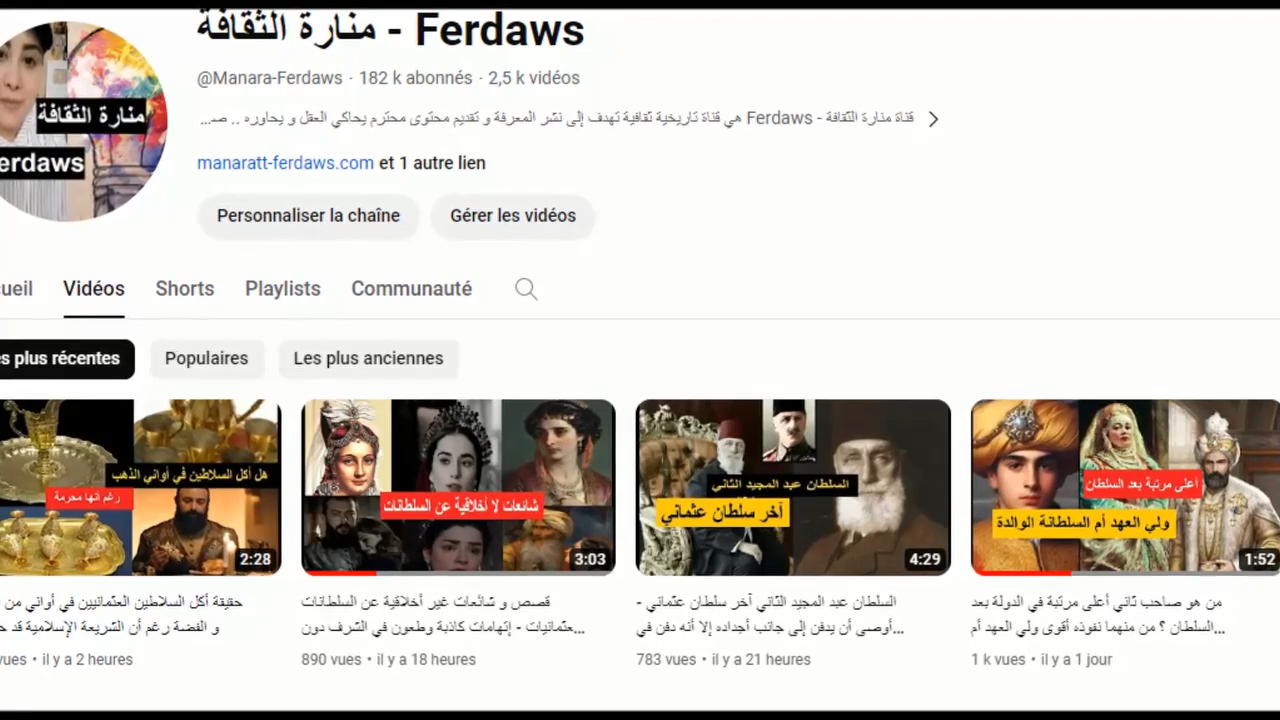 منارة الثقافة - Ferdaws
@Manara-Ferdaws · 182 k abonnés · 2,5 k vidéos
قناة منارة الثقافة - Ferdaws هي قناة تاريخية ثقافية تهدف إلى نشر المعرفة و تقديم محتوى محترم يحاكي العقل و يحاوره .. صـ...
منارة الثقافة
erdaws
manaratt-ferdaws.com et 1 autre lien
Personnaliser la chaîne
Gérer les vidéos
ueil Vidéos Shorts Playlists Communauté
s plus récentes Populaires Les plus anciennes
هل أكل السلاطين في أواني الذهب
رغم انها محرمة
2:28
شائعات لا أخلاقية عن السلطانات
3:03
السلطان عبد المجيد الثاني
آخر سلطان عثماني
4:29
أعلى مرتبة بعد السلطان
ولي العهد أم السلطانة الوالدة
1:52
حقيقة أكل السلاطين العثمانيين في أواني من
و الفضة رغم أن الشريعة الإسلامية قد
vues • il y a 2 heures
قصص و شائعات غير أخلاقية عن السلطانات
...عثمانيات - إتهامات كاذبة وطعون في الشرف دون
890 vues • il y a 18 heures
السلطان عبد المجيد الثاني آخر سلطان عثماني -
...أوصى أن يدفن إلى جانب أجداده إلا أنه دفن في
783 vues • il y a 21 heures
من هو صاحب ثاني أعلى مرتبة في الدولة بعد
...السلطان ؟ من منهما نفوذه أقوى ولي العهد أم
1 k vues • il y a 1 jour